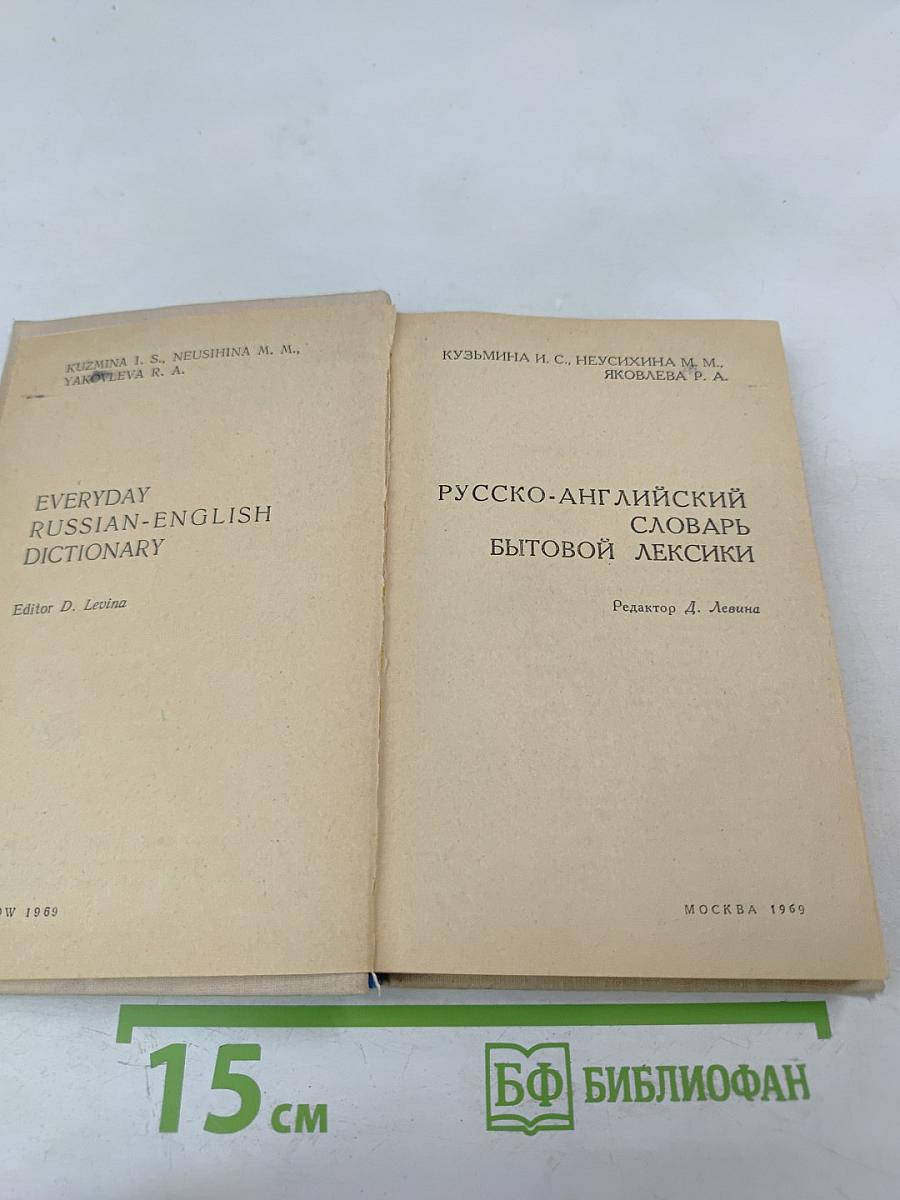 KUZMINA I. S., NEUSIHINA M. M.,
YAKOVLEVA R. A.
EVERYDAY
RUSSIAN-ENGLISH
DICTIONARY
Editor D. Levina
OW 1969
КУЗЬМИНА И. С., НЕУСИХИНА М. М.,
ЯКОВЛЕВА Р. А.
РУССКО-АНГЛИЙСКИЙ
СЛОВАРЬ
БЫТОВОЙ ЛЕКСИКИ
Редактор Д. Левина
МОСКВА 1969
15 см
БФ БИБЛИОФАН